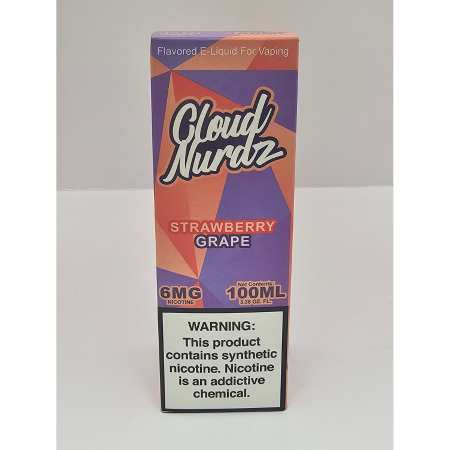 Flavored E-Liquid For Vaping
Cloud
Nurdz
STRAWBERRY
GRAPE
6MG
NICOTINE
Net Contents:
100ML
3.38 OZ. FL.
WARNING:
This product
contains synthetic
nicotine. Nicotine
is an addictive
chemical.